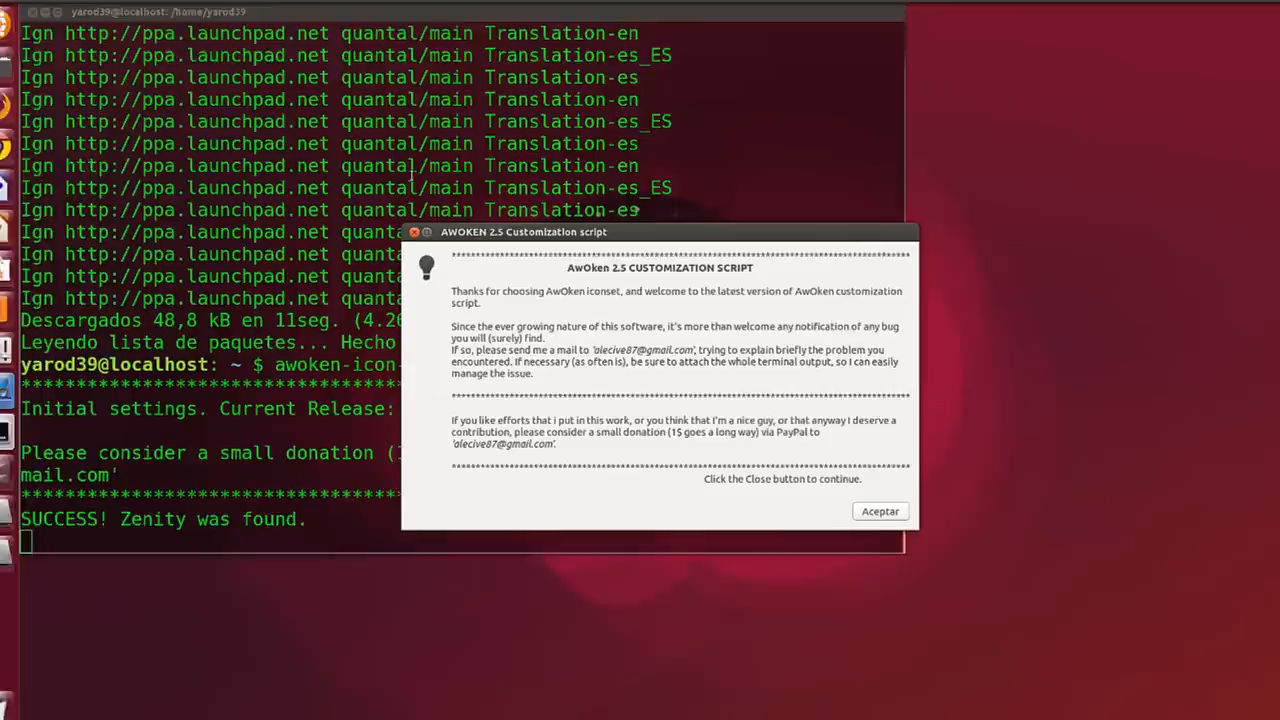 yarod39@localhost: /home/yarod39
Ign http://ppa.launchpad.net quantal/main Translation-en
Ign http://ppa.launchpad.net quantal/main Translation-es_ES
Ign http://ppa.launchpad.net quantal/main Translation-es
Ign http://ppa.launchpad.net quantal/main Translation-en
Ign http://ppa.launchpad.net quantal/main Translation-es_ES
Ign http://ppa.launchpad.net quantal/main Translation-es
Ign http://ppa.launchpad.net quantal/main Translation-en
Ign http://ppa.launchpad.net quantal/main Translation-es_ES
Ign http://ppa.launchpad.net quantal/main Translation-es
Ign http://ppa.launchpad.net quanta
Ign http://ppa.launchpad.net quanta
Ign http://ppa.launchpad.net quanta
Ign http://ppa.launchpad.net quanta
Descargados 48,8 kB en 11seg. (4.26
Leyendo lista de paquetes... Hecho
yarod39@localhost: ~ $ awoken-icon-
***********************************
Initial settings. Current Release:
Please consider a small donation (1
mail.com'
***********************************
SUCCESS! Zenity was found.
AWOKEN 2.5 Customization script
AwOken 2.5 CUSTOMIZATION SCRIPT
Thanks for choosing AwOken iconset, and welcome to the latest version of AwOken customization
script.
Since the ever growing nature of this software, it's more than welcome any notification of any bug
you will (surely) find.
If so, please send me a mail to 'alecive87@gmail.com', trying to explain briefly the problem you
encountered. If necessary (as often is), be sure to attach the whole terminal output, so I can easily
manage the issue.
If you like efforts that i put in this work, or you think that I'm a nice guy, or that anyway I deserve a
contribution, please consider a small donation (1$ goes a long way) via PayPal to
'alecive87@gmail.com'.
Click the Close button to continue.
Aceptar